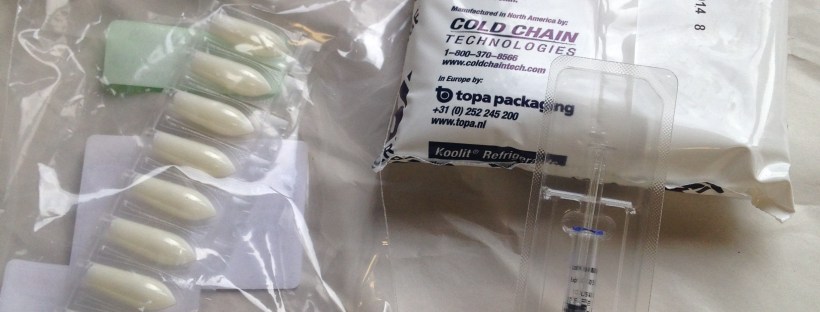 Manufactured in North America by:
COLD CHAIN
TECHNOLOGIES
1-800-370-8566
www.coldchaintech.com
in Europe by:
topa packaging
+31 (0) 252 245 200
www.topa.nl
Koolit® Refrigerant
14 8